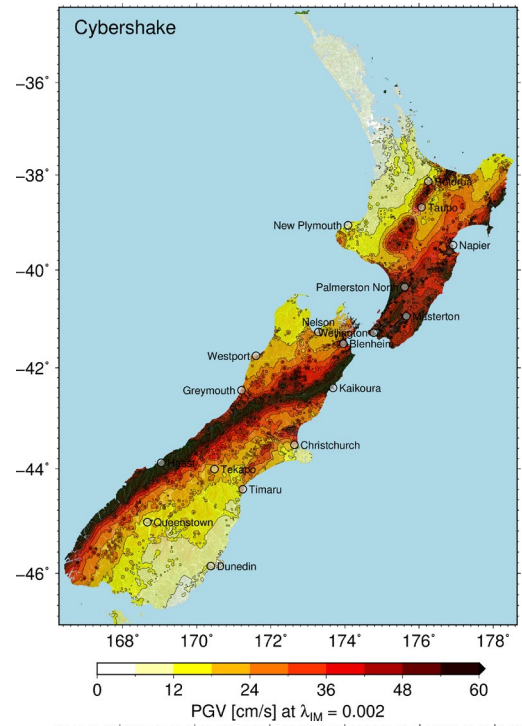 Cybershake
−36°
−38°
Rotorua
Taupo
New Plymouth
Napier
−40°
Palmerston North
Masterton
Nelson
Wellington
Blenheim
Westport
−42°
Greymouth
Kaikoura
Christchurch
Haast
−44°
Tekapo
Timaru
Queenstown
Dunedin
−46°
168° 170° 172° 174° 176° 178°
0 12 24 36 48 60
PGV [cm/s] at λIM = 0.002